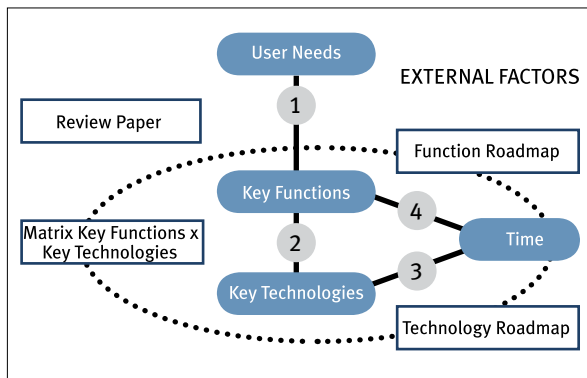 User Needs
EXTERNAL FACTORS
1
Review Paper
Function Roadmap
Key Functions
4
Matrix Key Functions x
Key Technologies
2
Time
3
Key Technologies
Technology Roadmap